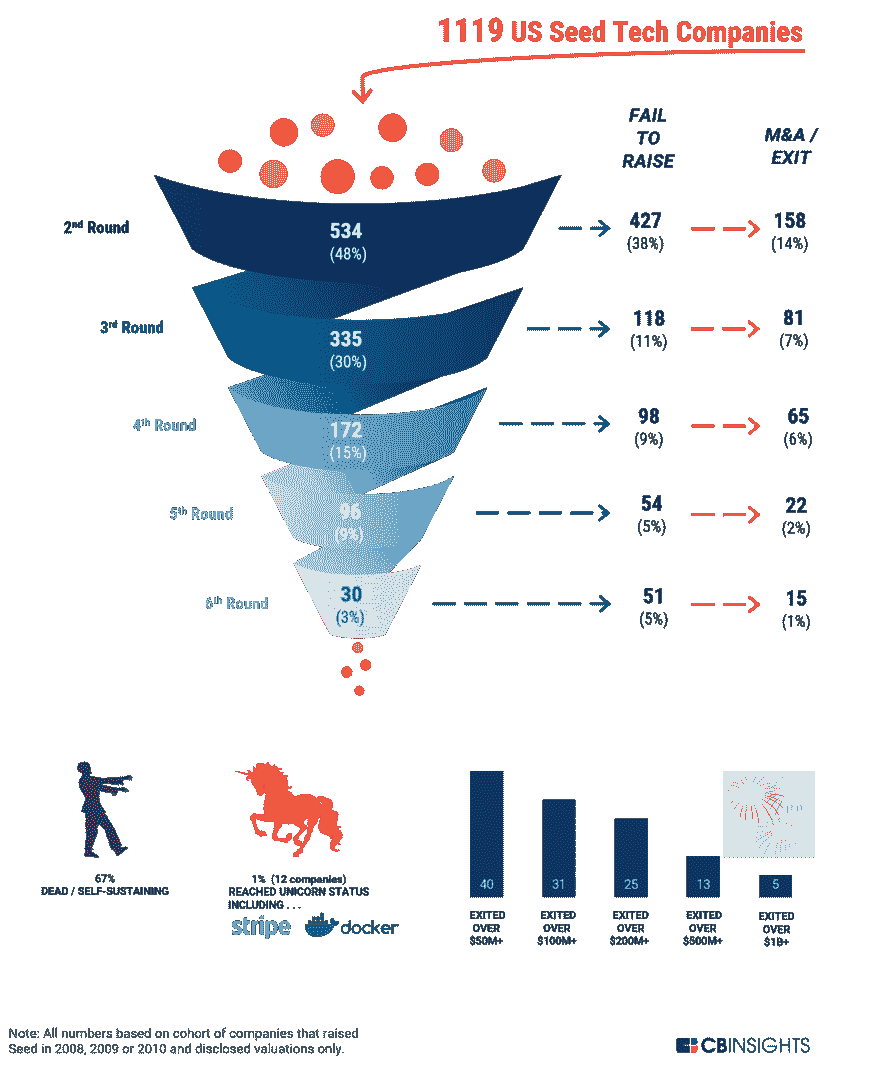 1119 US Seed Tech Companies
FAIL
TO
RAISE
M&A /
EXIT
2nd Round
534
(48%)
427
(38%)
158
(14%)
3rd Round
335
(30%)
118
(11%)
81
(7%)
4th Round
172
(15%)
98
(9%)
65
(6%)
5th Round
96
(9%)
54
(5%)
22
(2%)
6th Round
30
(3%)
51
(5%)
15
(1%)
67%
DEAD / SELF-SUSTAINING
1% (12 companies)
REACHED UNICORN STATUS
INCLUDING . . .
stripe
docker
40
EXITED
OVER
$50M+
31
EXITED
OVER
$100M+
25
EXITED
OVER
$200M+
13
EXITED
OVER
$500M+
5
EXITED
OVER
$1B+
Note: All numbers based on cohort of companies that raised
Seed in 2008, 2009 or 2010 and disclosed valuations only.
CBINSIGHTS